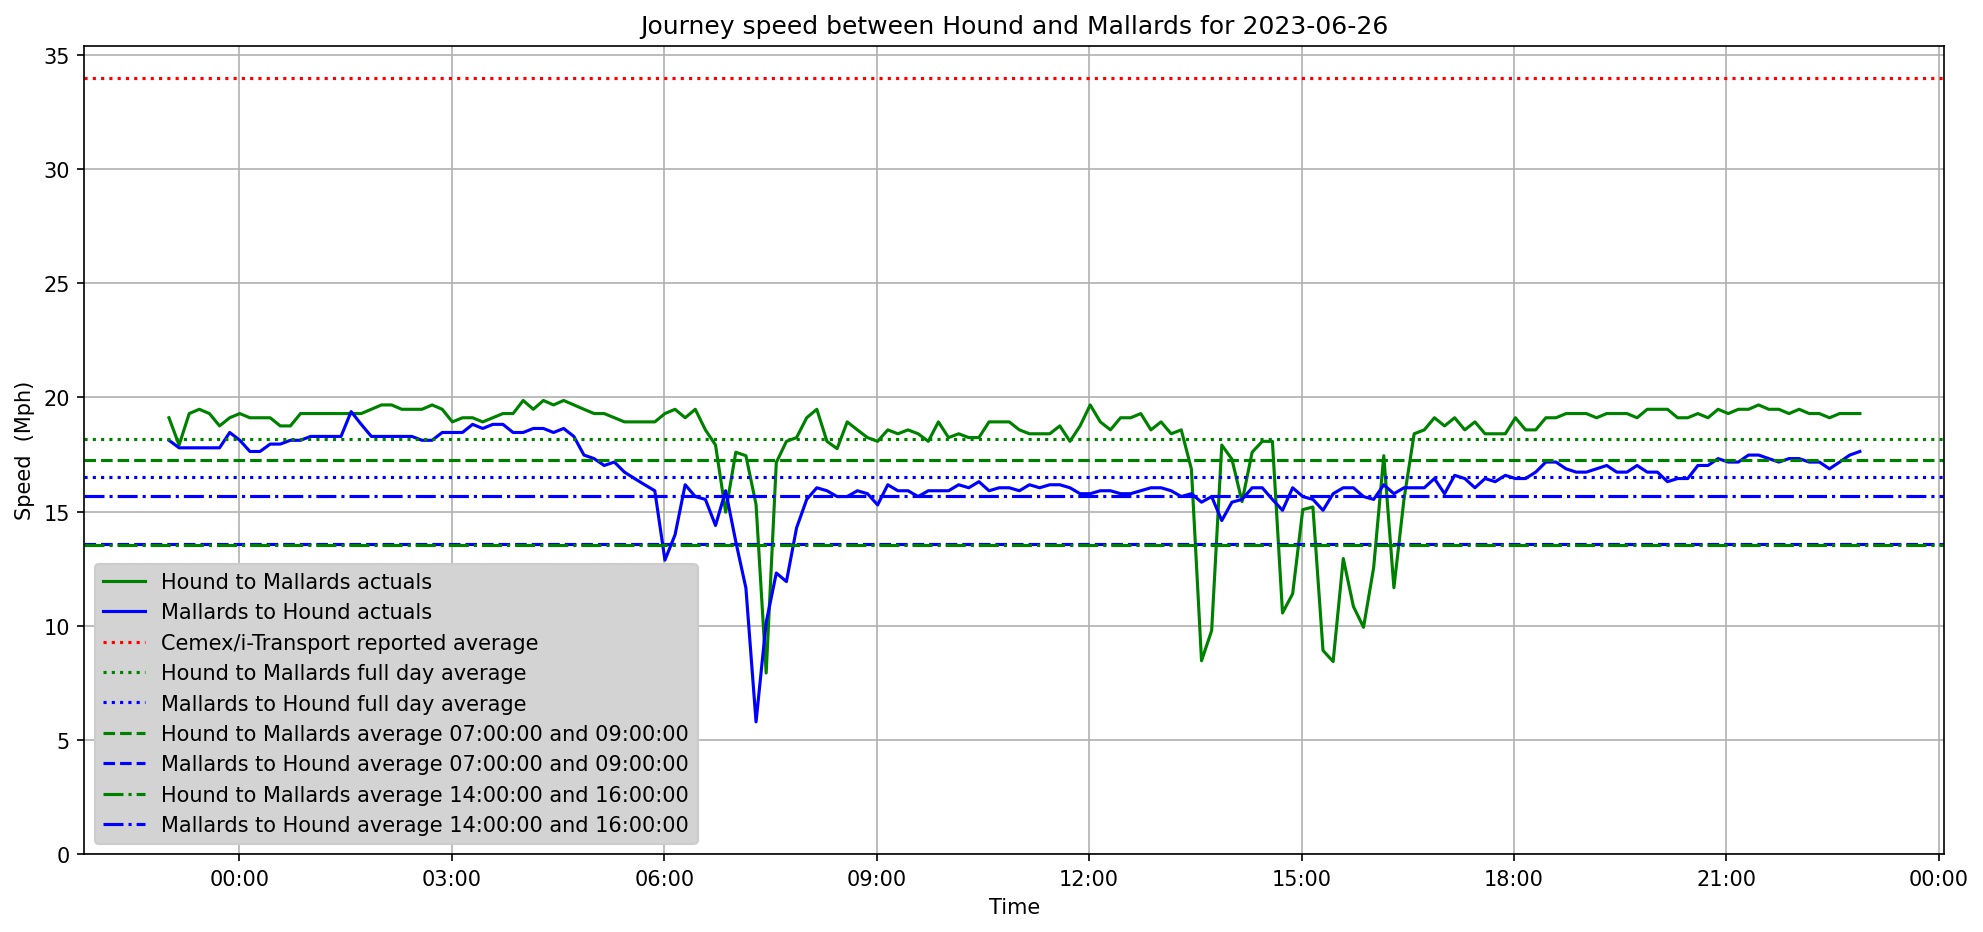 Journey speed between Hound and Mallards for 2023-06-26
35
30
25
20
15
10
5
0
Speed (Mph)
Hound to Mallards actuals
Mallards to Hound actuals
Cemex/i-Transport reported average
Hound to Mallards full day average
Mallards to Hound full day average
Hound to Mallards average 07:00:00 and 09:00:00
Mallards to Hound average 07:00:00 and 09:00:00
Hound to Mallards average 14:00:00 and 16:00:00
Mallards to Hound average 14:00:00 and 16:00:00
00:00 03:00 06:00 09:00 12:00 15:00 18:00 21:00 00:00
Time